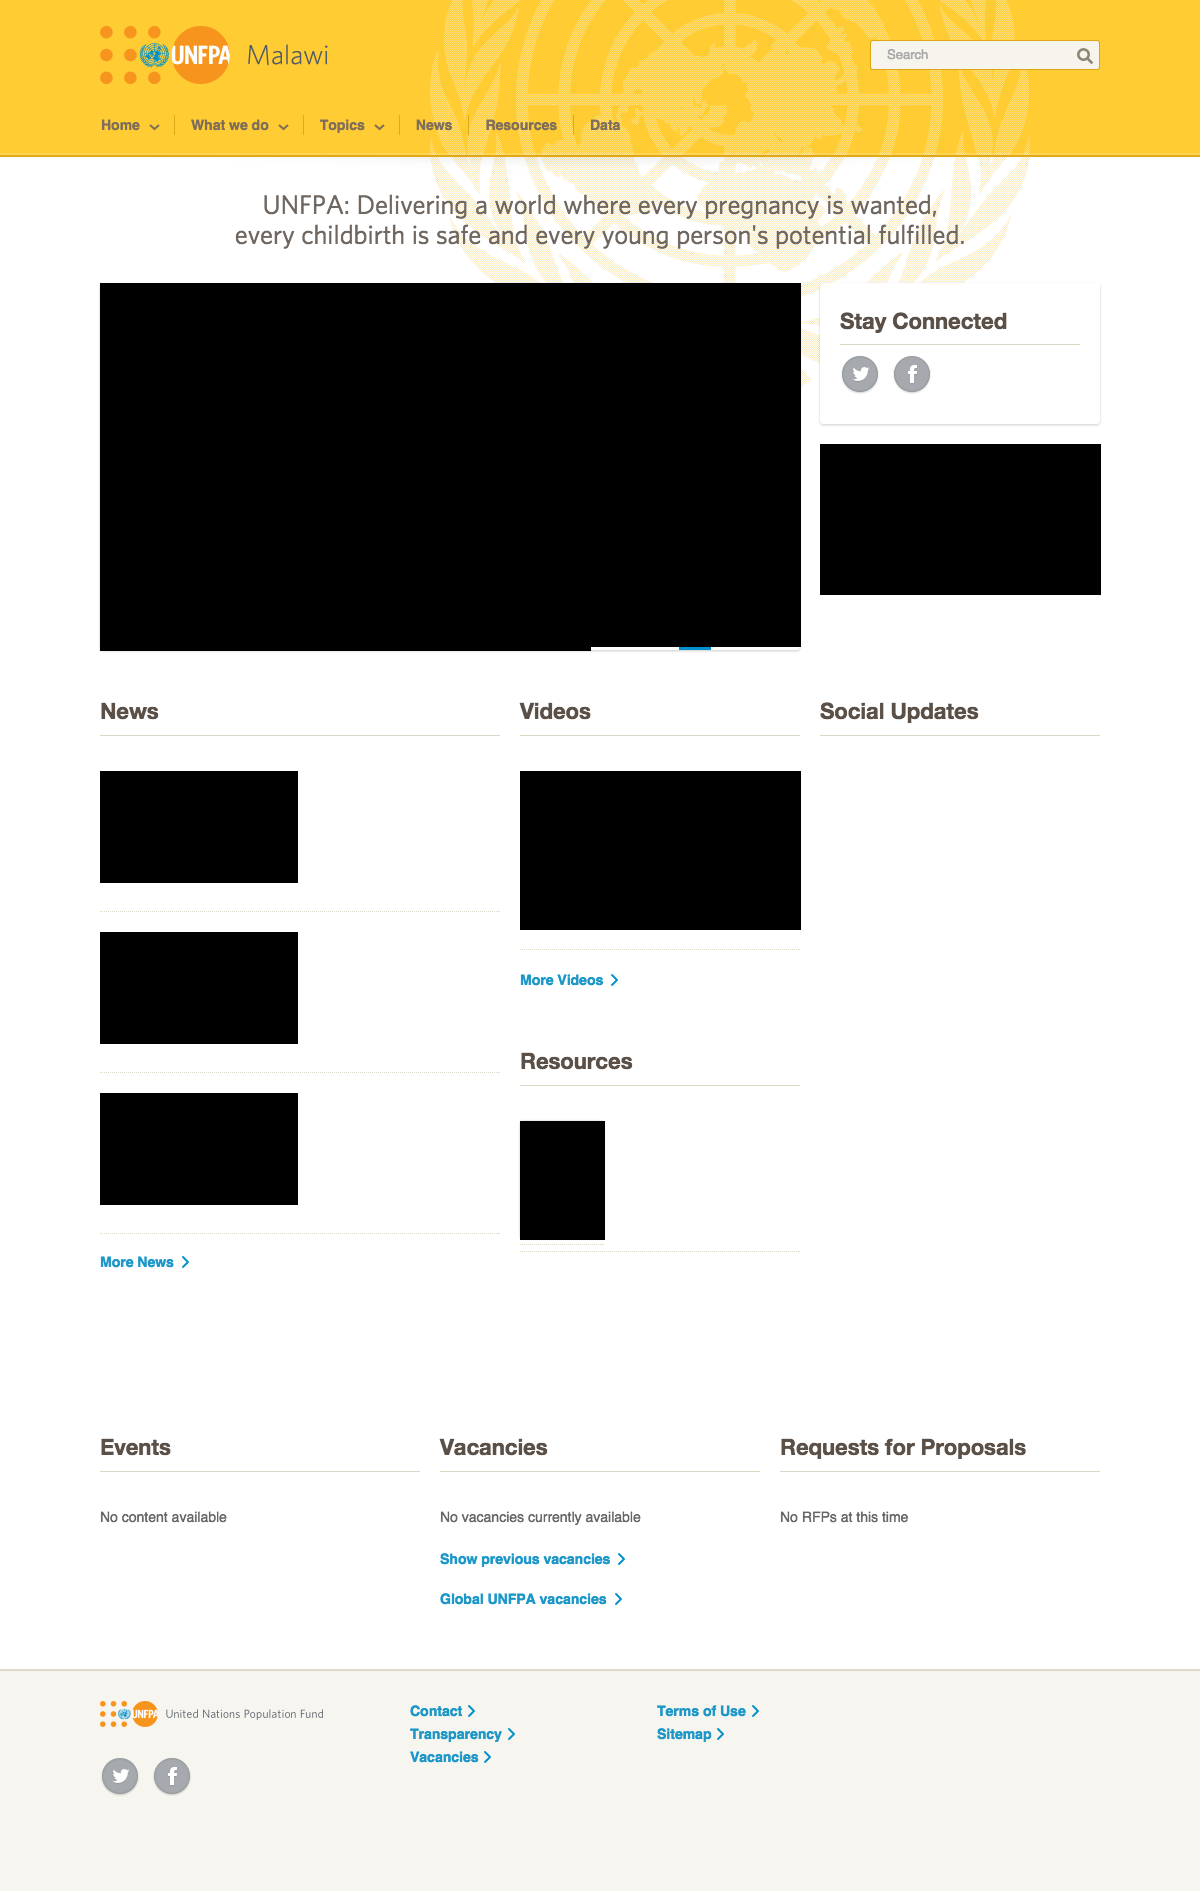 UNFPA Malawi
Search
Home
What we do
Topics
News
Resources
Data
UNFPA: Delivering a world where every pregnancy is wanted,
every childbirth is safe and every young person's potential fulfilled.
Stay Connected
News
Videos
Social Updates
More Videos
Resources
More News
Events
Vacancies
Requests for Proposals
No content available
No vacancies currently available
No RFPs at this time
Show previous vacancies
Global UNFPA vacancies
UNFPA United Nations Population Fund
Contact
Terms of Use
Transparency
Sitemap
Vacancies